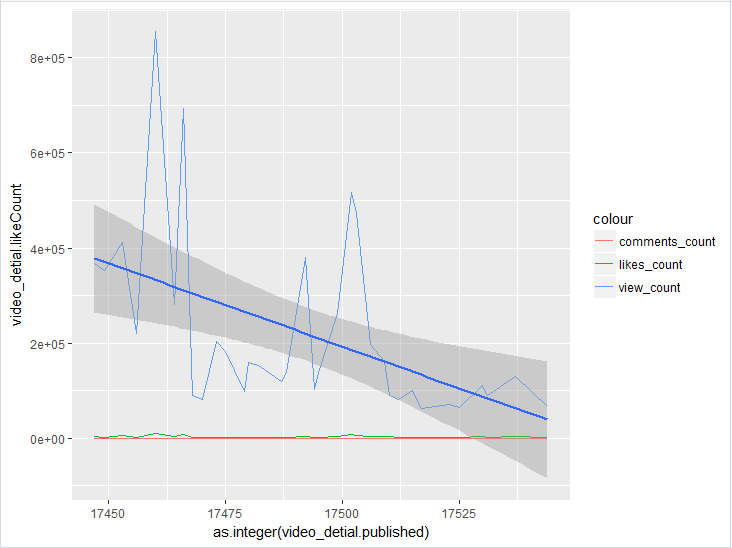 8e+05
6e+05
4e+05
2e+05
0e+00
video_detial.likeCount
17450
17475
17500
17525
as.integer(video_detial.published)
colour
comments_count
likes_count
view_count